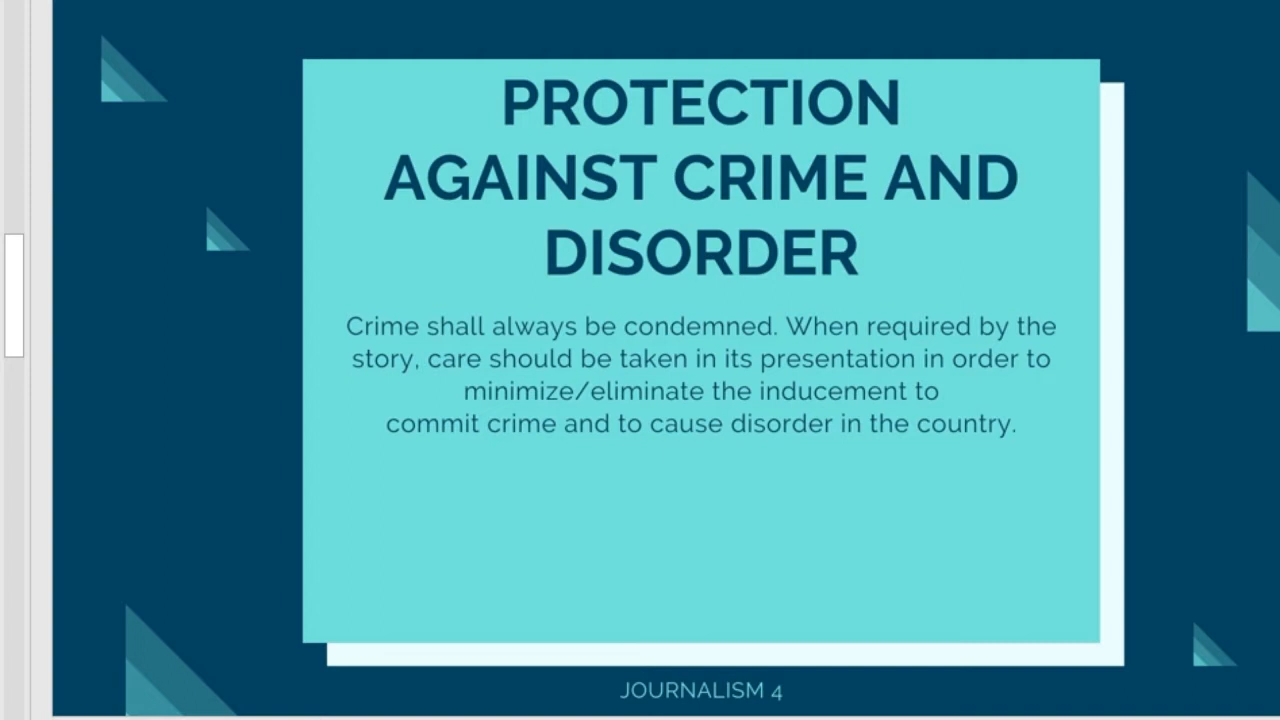 PROTECTION
AGAINST CRIME AND
DISORDER
Crime shall always be condemned. When required by the
story, care should be taken in its presentation in order to
minimize/eliminate the inducement to
commit crime and to cause disorder in the country.
JOURNALISM 4